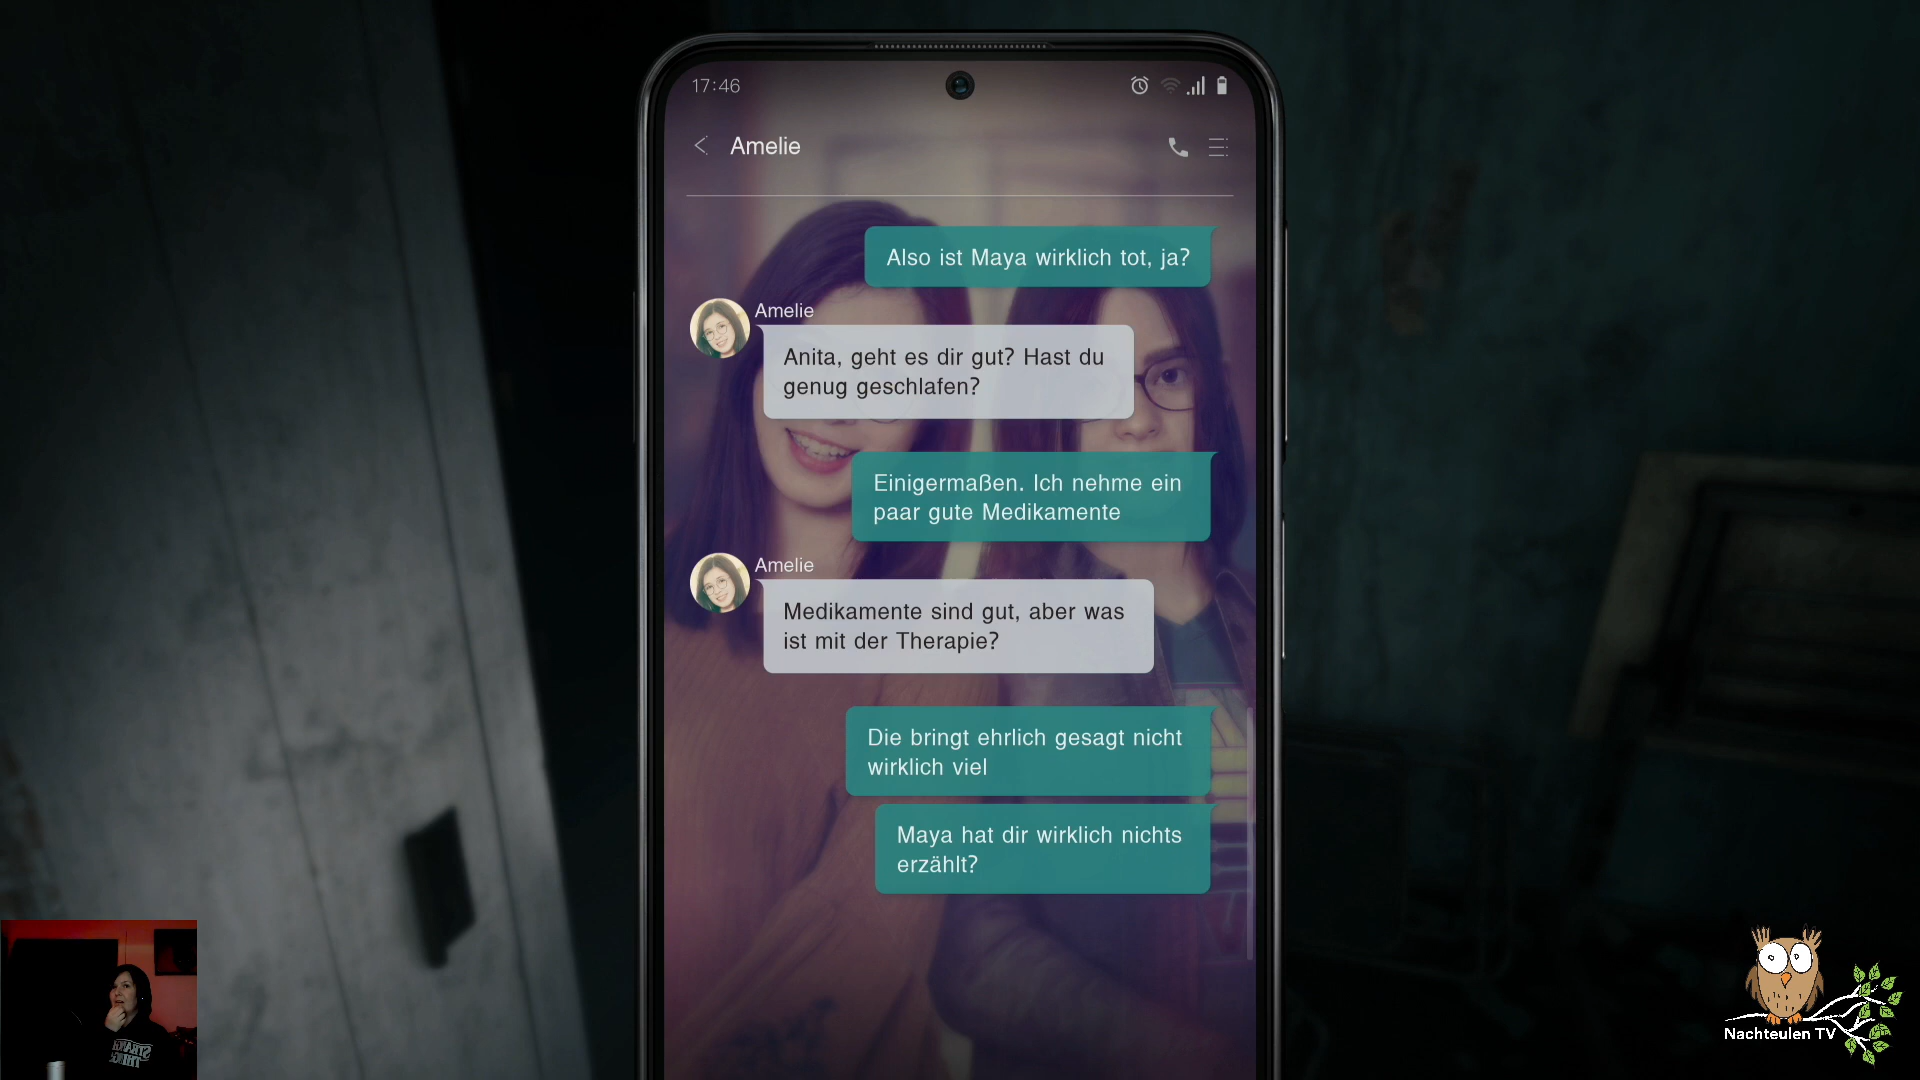 17:46
Amelie
Also ist Maya wirklich tot, ja?
Amelie
Anita, geht es dir gut? Hast du
genug geschlafen?
Einigermaßen. Ich nehme ein
paar gute Medikamente
Amelie
Medikamente sind gut, aber was
ist mit der Therapie?
Die bringt ehrlich gesagt nicht
wirklich viel
Maya hat dir wirklich nichts
erzählt?
Nachteulen TV